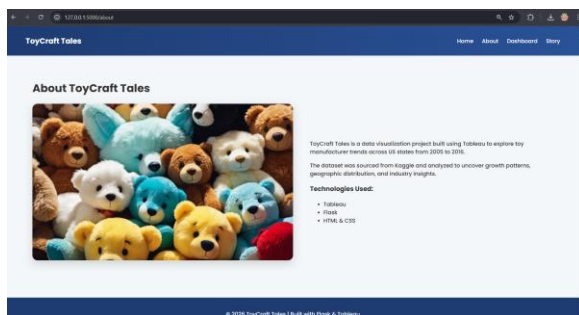 127.0.0.1:5000/about
ToyCraft Tales
Home About Dashboard Story
About ToyCraft Tales
ToyCraft Tales is a data visualization project built using Tableau to explore toy
manufacturer trends across US states from 2005 to 2016.
The dataset was sourced from Kaggle and analyzed to uncover growth patterns,
geographic distribution, and industry insights.
Technologies Used:
• Tableau
• Flask
• HTML & CSS
© 2026 ToyCraft Tales | Built with Flask & Tableau